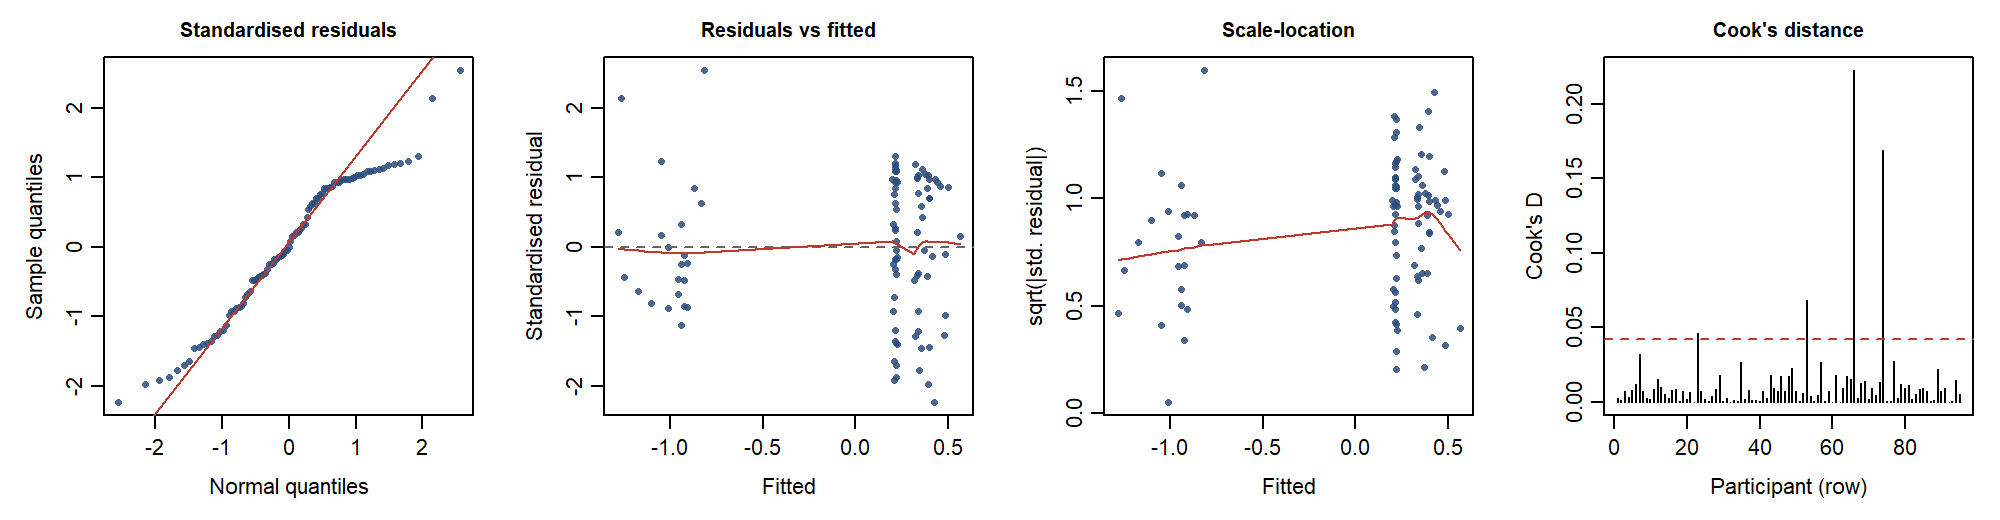 Standardised residuals
Sample quantiles
2
1
0
-1
-2
-2 -1 0 1 2
Normal quantiles
Residuals vs fitted
Standardised residual
2
1
0
-1
-2
-1.0 -0.5 0.0 0.5
Fitted
Scale-location
sqrt(|std. residual|)
1.5
1.0
0.5
0.0
-1.0 -0.5 0.0 0.5
Fitted
Cook's distance
Cook's D
0.20
0.15
0.10
0.05
0.00
0 20 40 60 80
Participant (row)